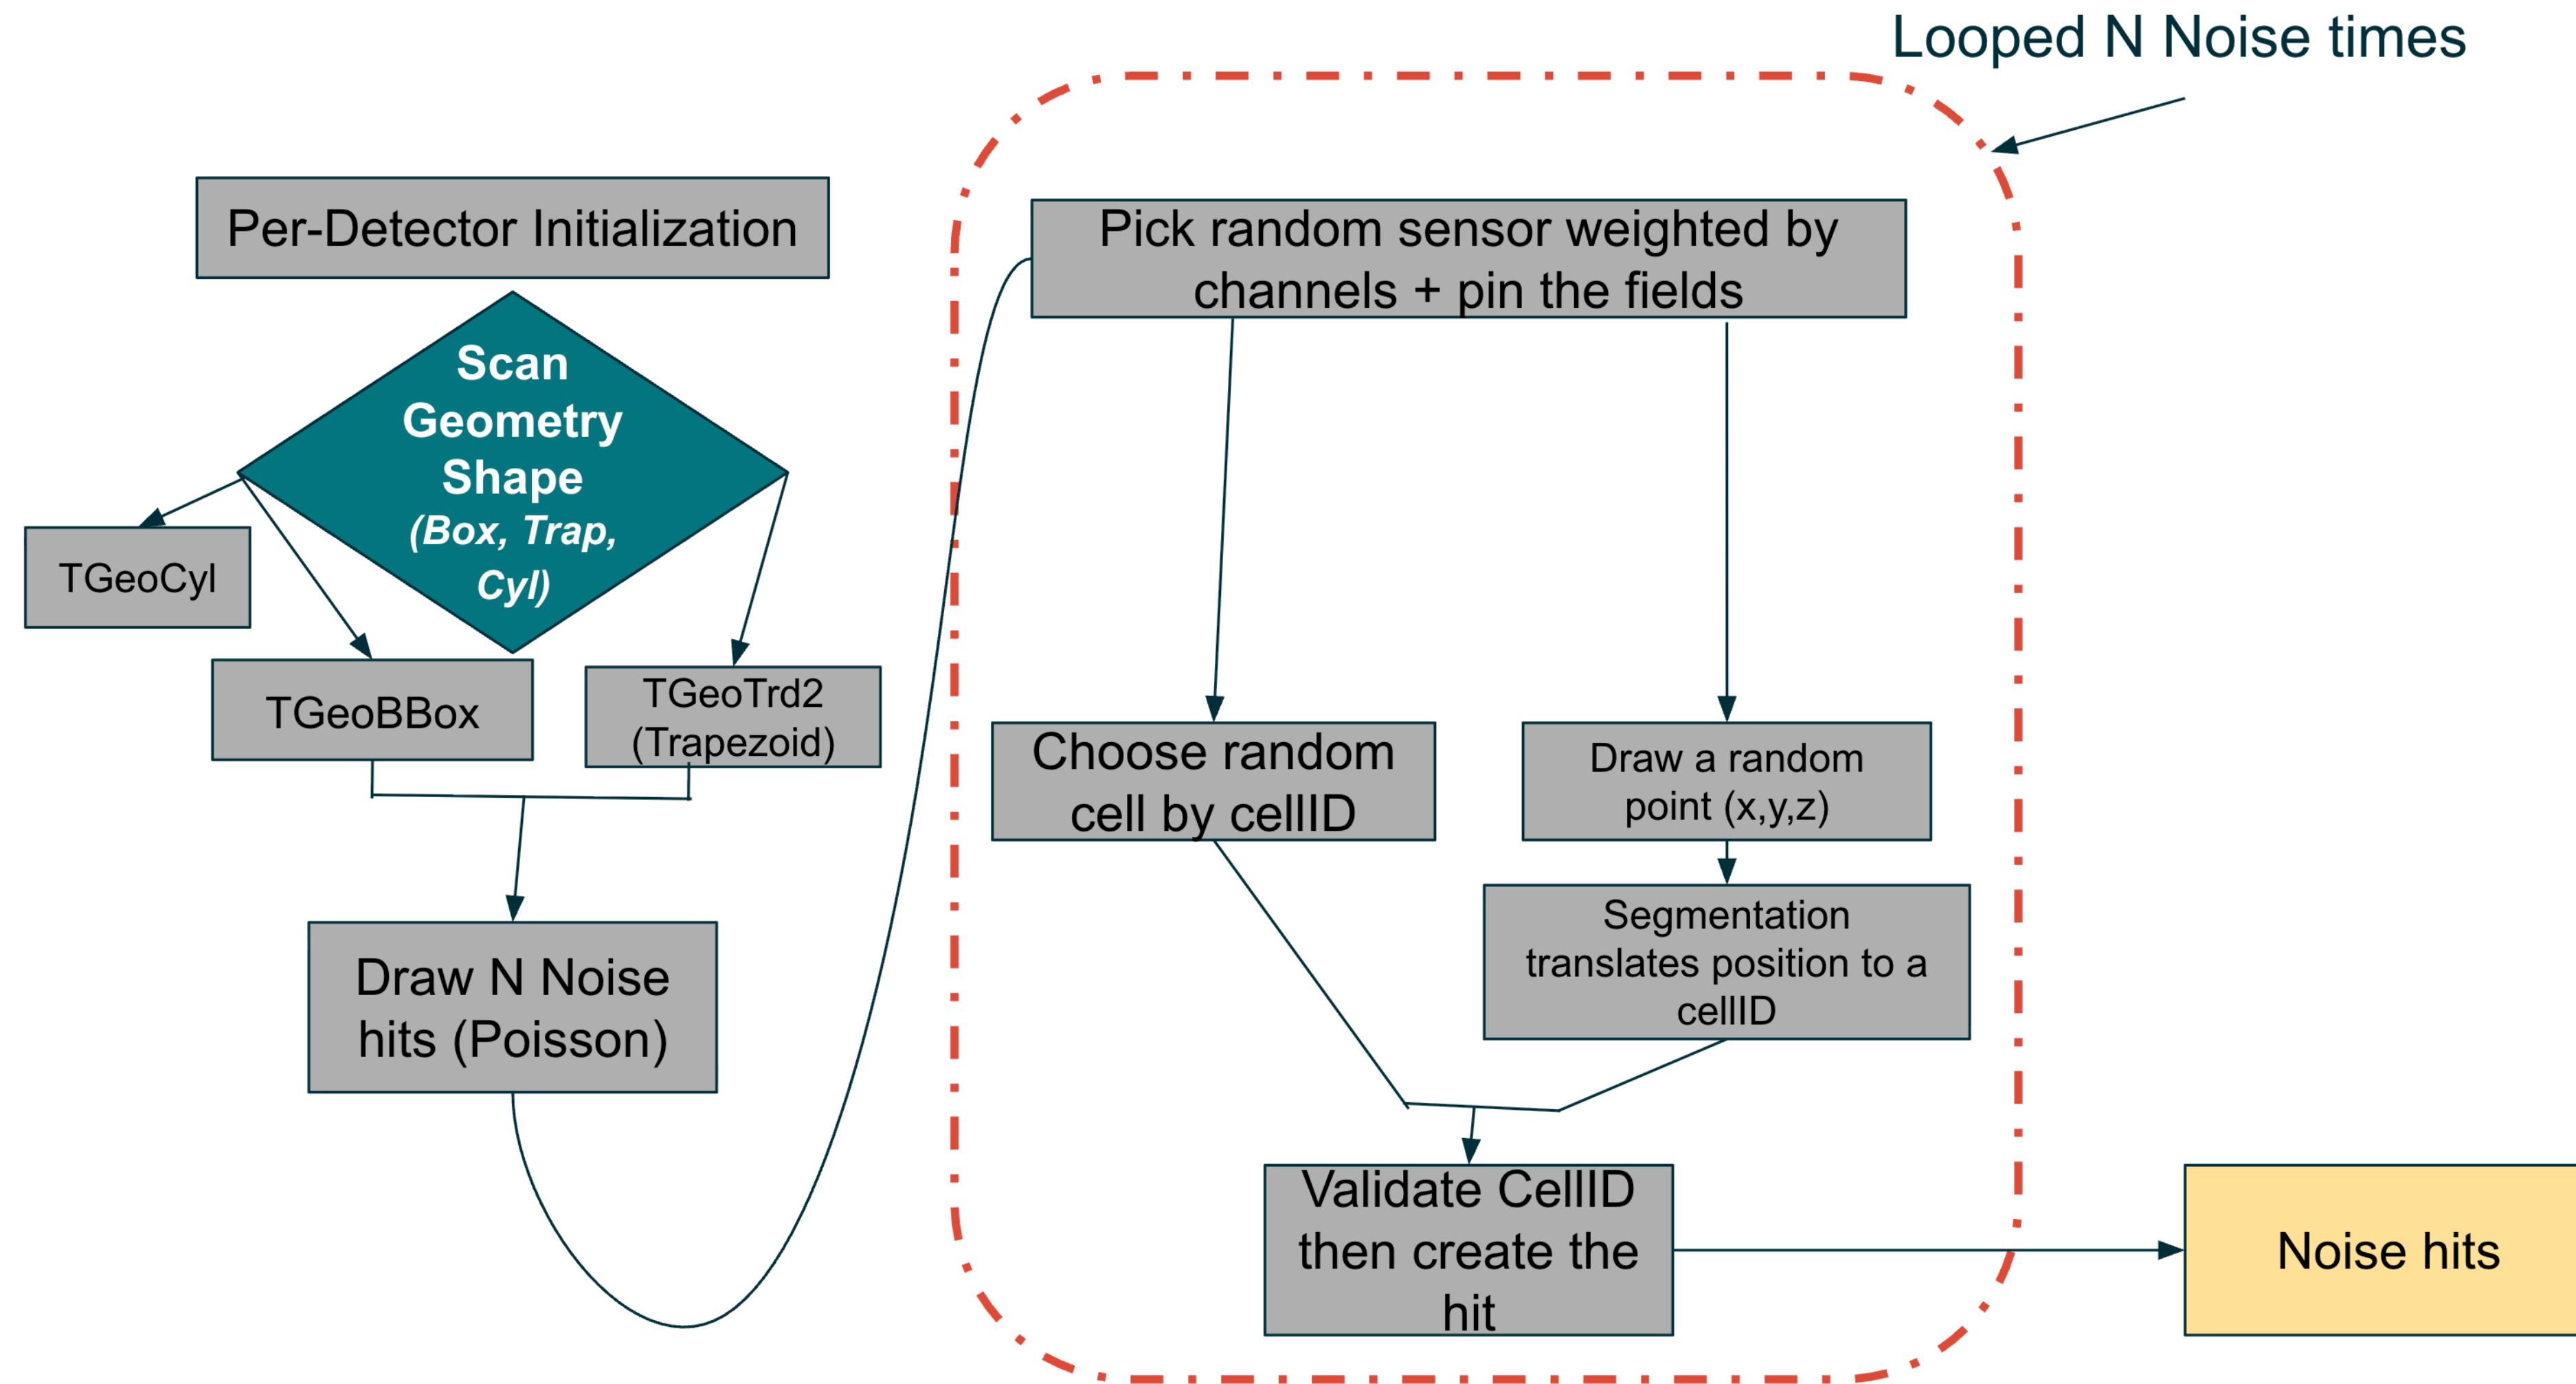 Looped N Noise times
Per-Detector Initialization
Scan
Geometry
Shape
(Box, Trap,
Cyl)
TGeoCyl
TGeoBBox
TGeoTrd2
(Trapezoid)
Draw N Noise
hits (Poisson)
Pick random sensor weighted by
channels + pin the fields
Choose random
cell by cellID
Draw a random
point (x,y,z)
Segmentation
translates position to a
cellID
Validate CellID
then create the
hit
Noise hits